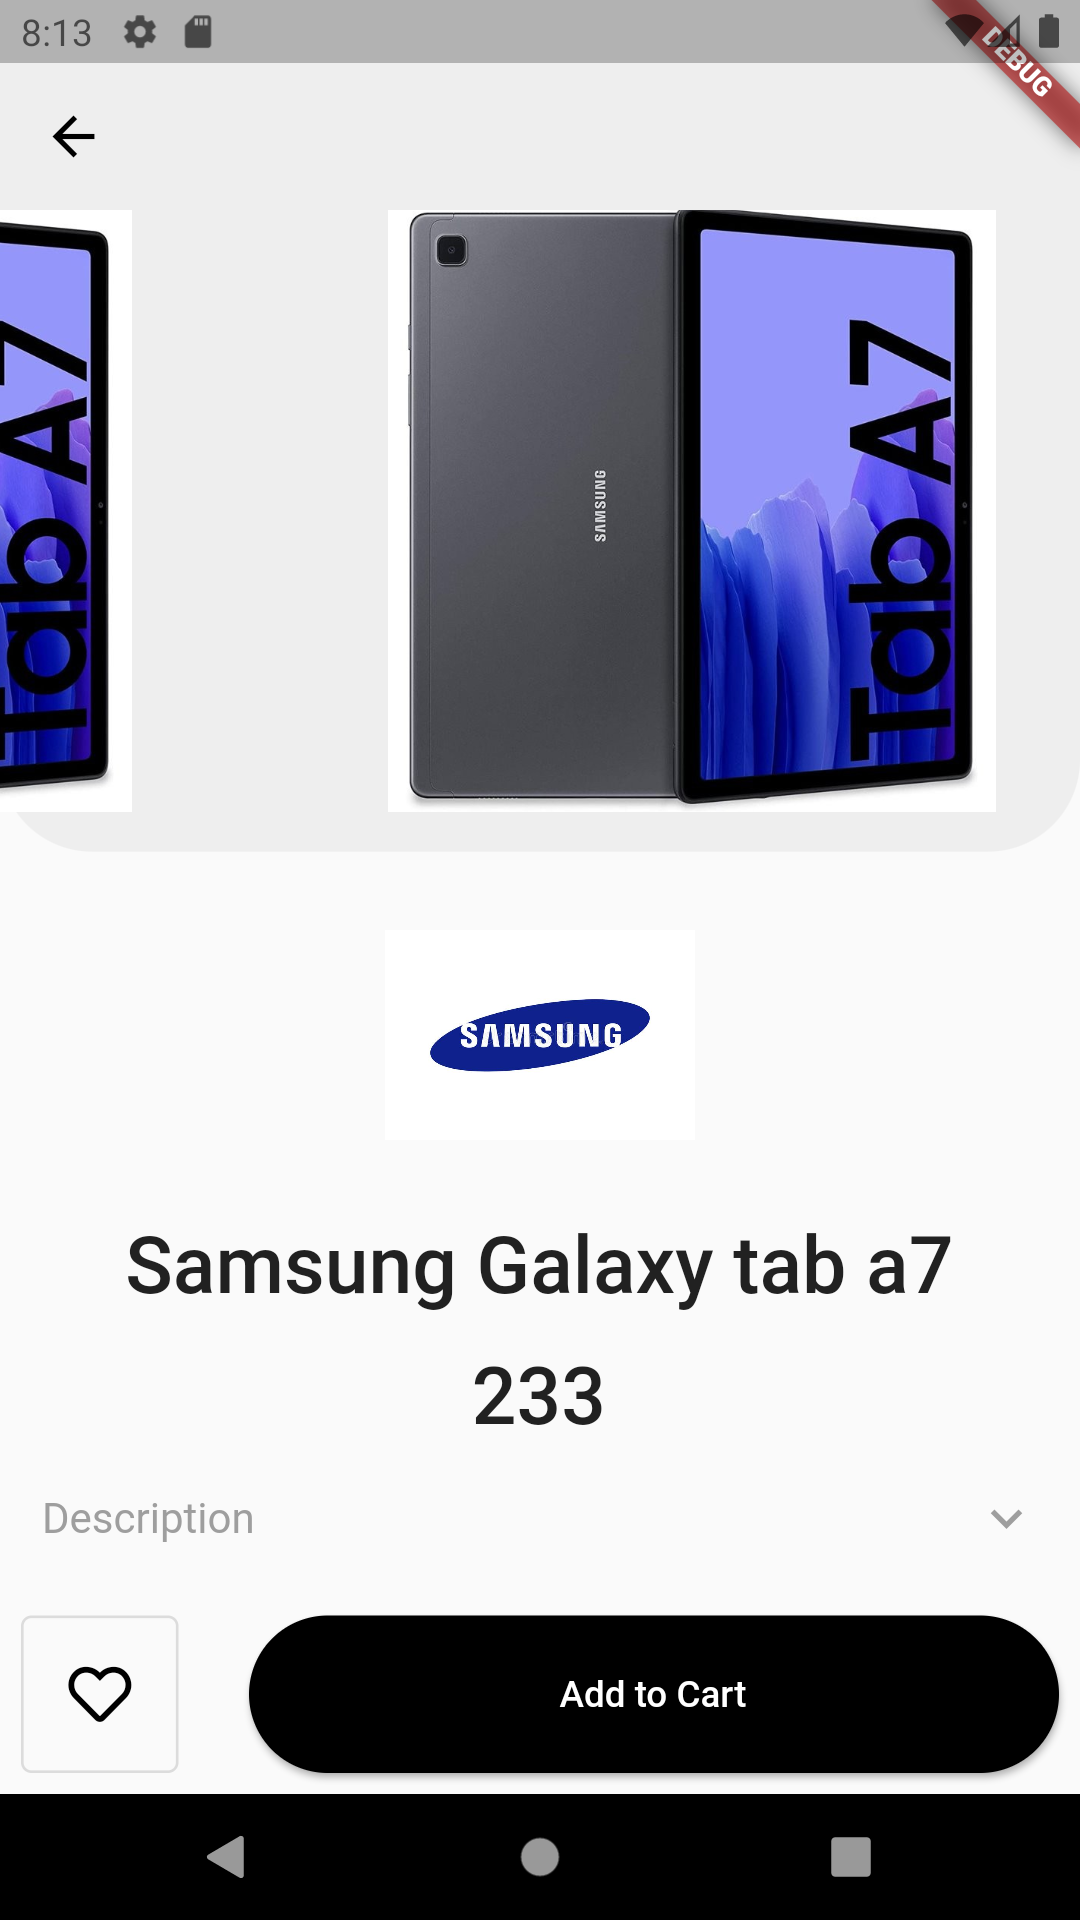 8:13
DEBUG
Tab A7
SAMSUNG
Tab A7
SAMSUNG
Samsung Galaxy tab a7
233
Description
Add to Cart